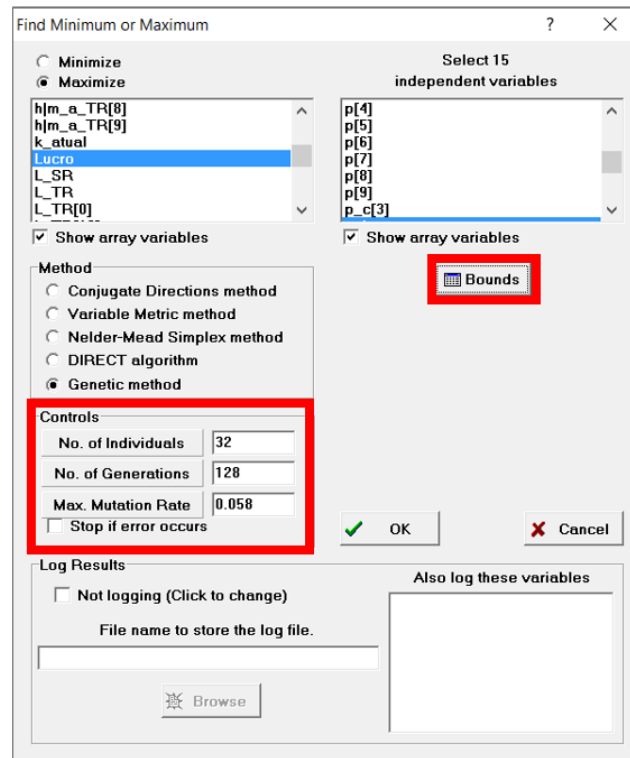 Find Minimum or Maximum ? ×
Minimize
Maximize
h|m_a_TR[8]
h|m_a_TR[9]
k_atual
Lucro
L_SR
L_TR
L_TR[0]
Show array variables
Select 15
independent variables
p[4]
p[5]
p[6]
p[7]
p[8]
p[9]
p_c[3]
Show array variables
Bounds
Method
Conjugate Directions method
Variable Metric method
Nelder-Mead Simplex method
DIRECT algorithm
Genetic method
Controls
No. of Individuals 32
No. of Generations 128
Max. Mutation Rate 0.058
Stop if error occurs
OK
Cancel
Log Results
Not logging (Click to change)
File name to store the log file.
Browse
Also log these variables